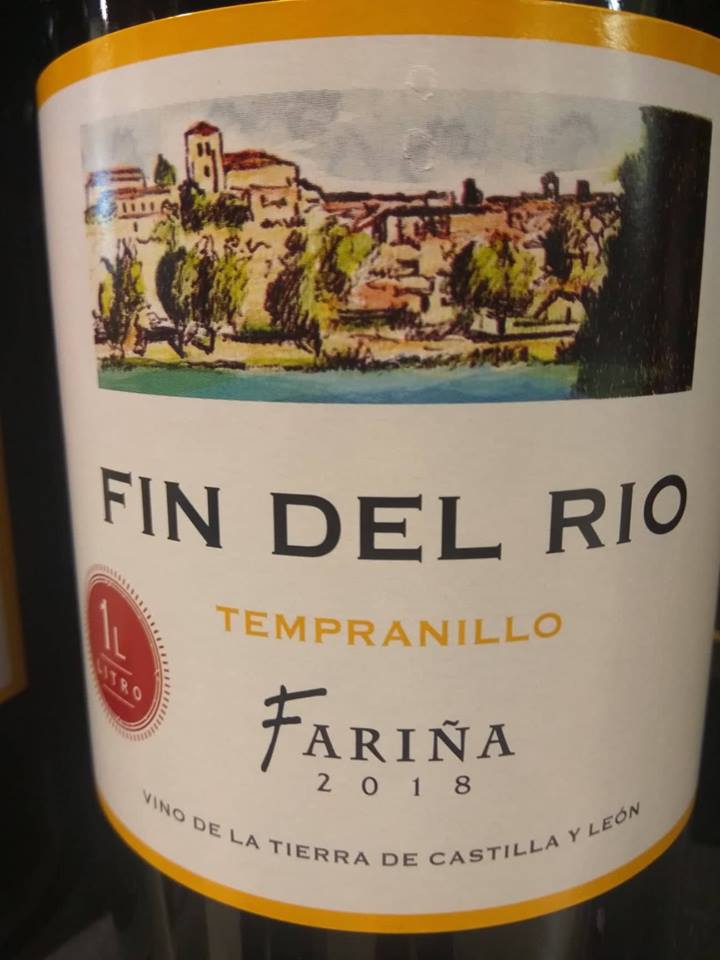 FIN DEL RIO
TEMPRANILLO
1L
LITRO
FARIÑA
2018
VINO DE LA TIERRA DE CASTILLA Y LEÓN